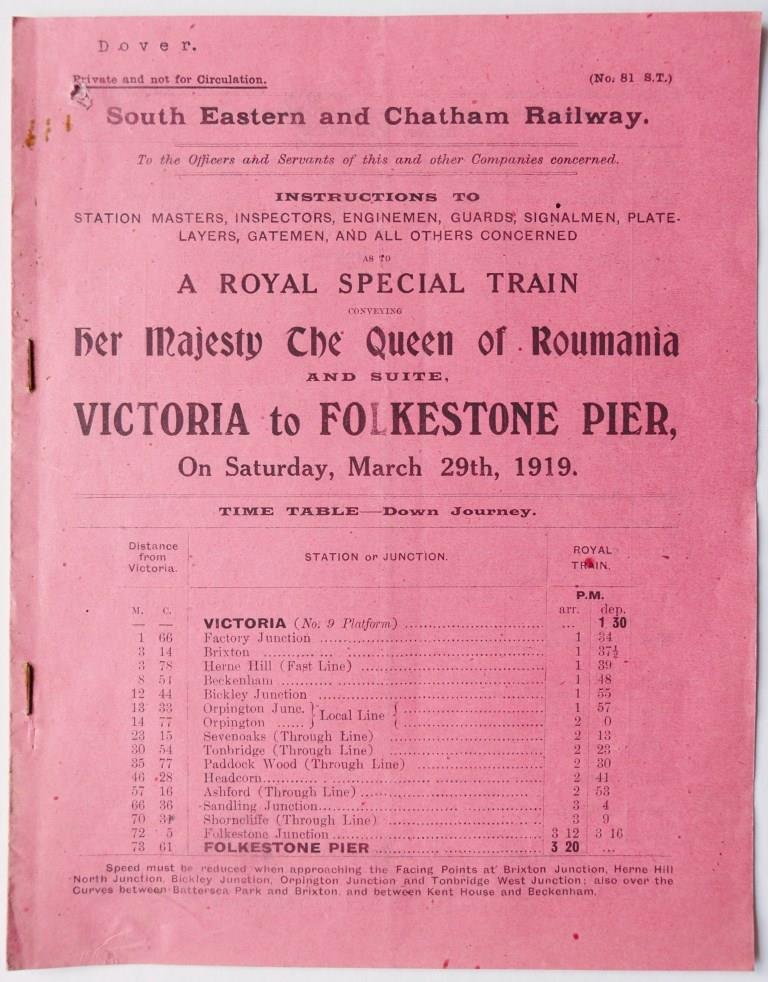 Dover.
Private and not for Circulation. (No. 81 S.T.)
South Eastern and Chatham Railway.
To the Officers and Servants of this and other Companies concerned.
INSTRUCTIONS TO
STATION MASTERS, INSPECTORS, ENGINEMEN, GUARDS, SIGNALMEN, PLATE-
LAYERS, GATEMEN, AND ALL OTHERS CONCERNED
AS TO
A ROYAL SPECIAL TRAIN
CONVEYING
Her Majesty The Queen of Roumania
AND SUITE,
VICTORIA to FOLKESTONE PIER,
On Saturday, March 29th, 1919.
TIME TABLE—Down Journey.
Distance from Victoria. STATION or JUNCTION. ROYAL TRAIN.
P.M.
M. C. arr. dep.
— — VICTORIA (No. 9 Platform) ... 1 30
1 66 Factory Junction 1 34
3 14 Brixton 1 37½
3 78 Herne Hill (Fast Line) 1 39
8 51 Beckenham 1 48
12 44 Bickley Junction 1 55
13 33 Orpington Junc. } Local Line { 1 57
14 77 Orpington 2 0
23 15 Sevenoaks (Through Line) 2 13
30 54 Tonbridge (Through Line) 2 23
35 77 Paddock Wood (Through Line) 2 30
46 28 Headcorn 2 41
57 16 Ashford (Through Line) 2 53
66 36 Sandling Junction 3 4
70 Shorncliffe (Through Line) 3 9
72 5 Folkestone Junction 3 12 3 16
73 61 FOLKESTONE PIER 3 20 ...
Speed must be reduced when approaching the Facing Points at Brixton Junction, Herne Hill
North Junction, Bickley Junction, Orpington Junction and Tonbridge West Junction; also over the
Curves between Battersea Park and Brixton, and between Kent House and Beckenham.